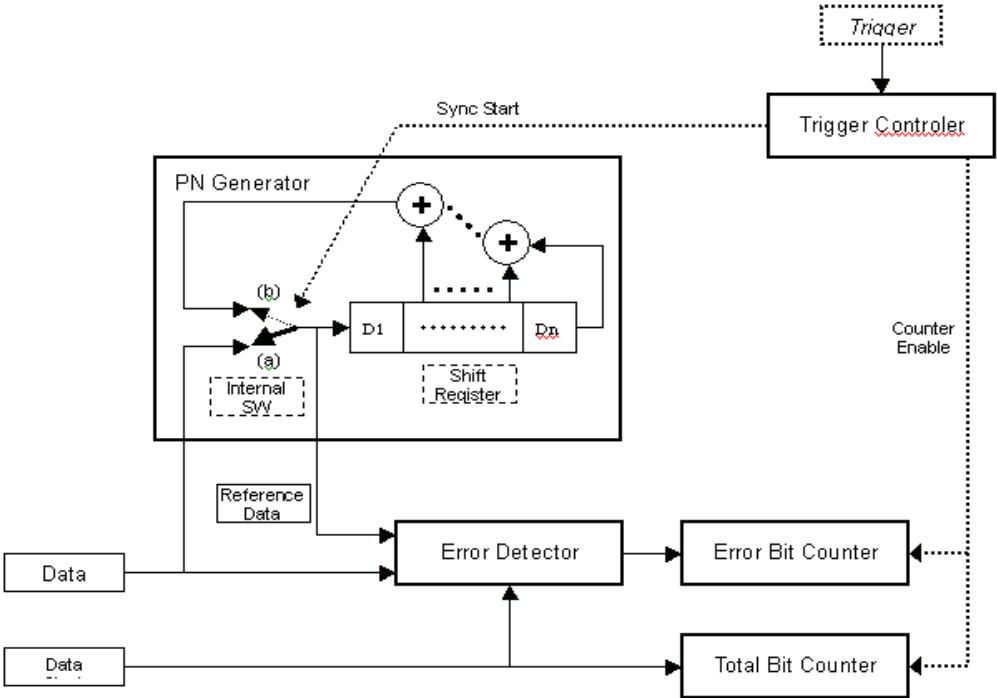 Trigger
Sync Start
Trigger Controler
PN Generator
(b)
D1
Dn
(a)
Internal
SW
Shift
Register
Counter
Enable
Reference
Data
Error Detector
Error Bit Counter
Data
Data
Total Bit Counter